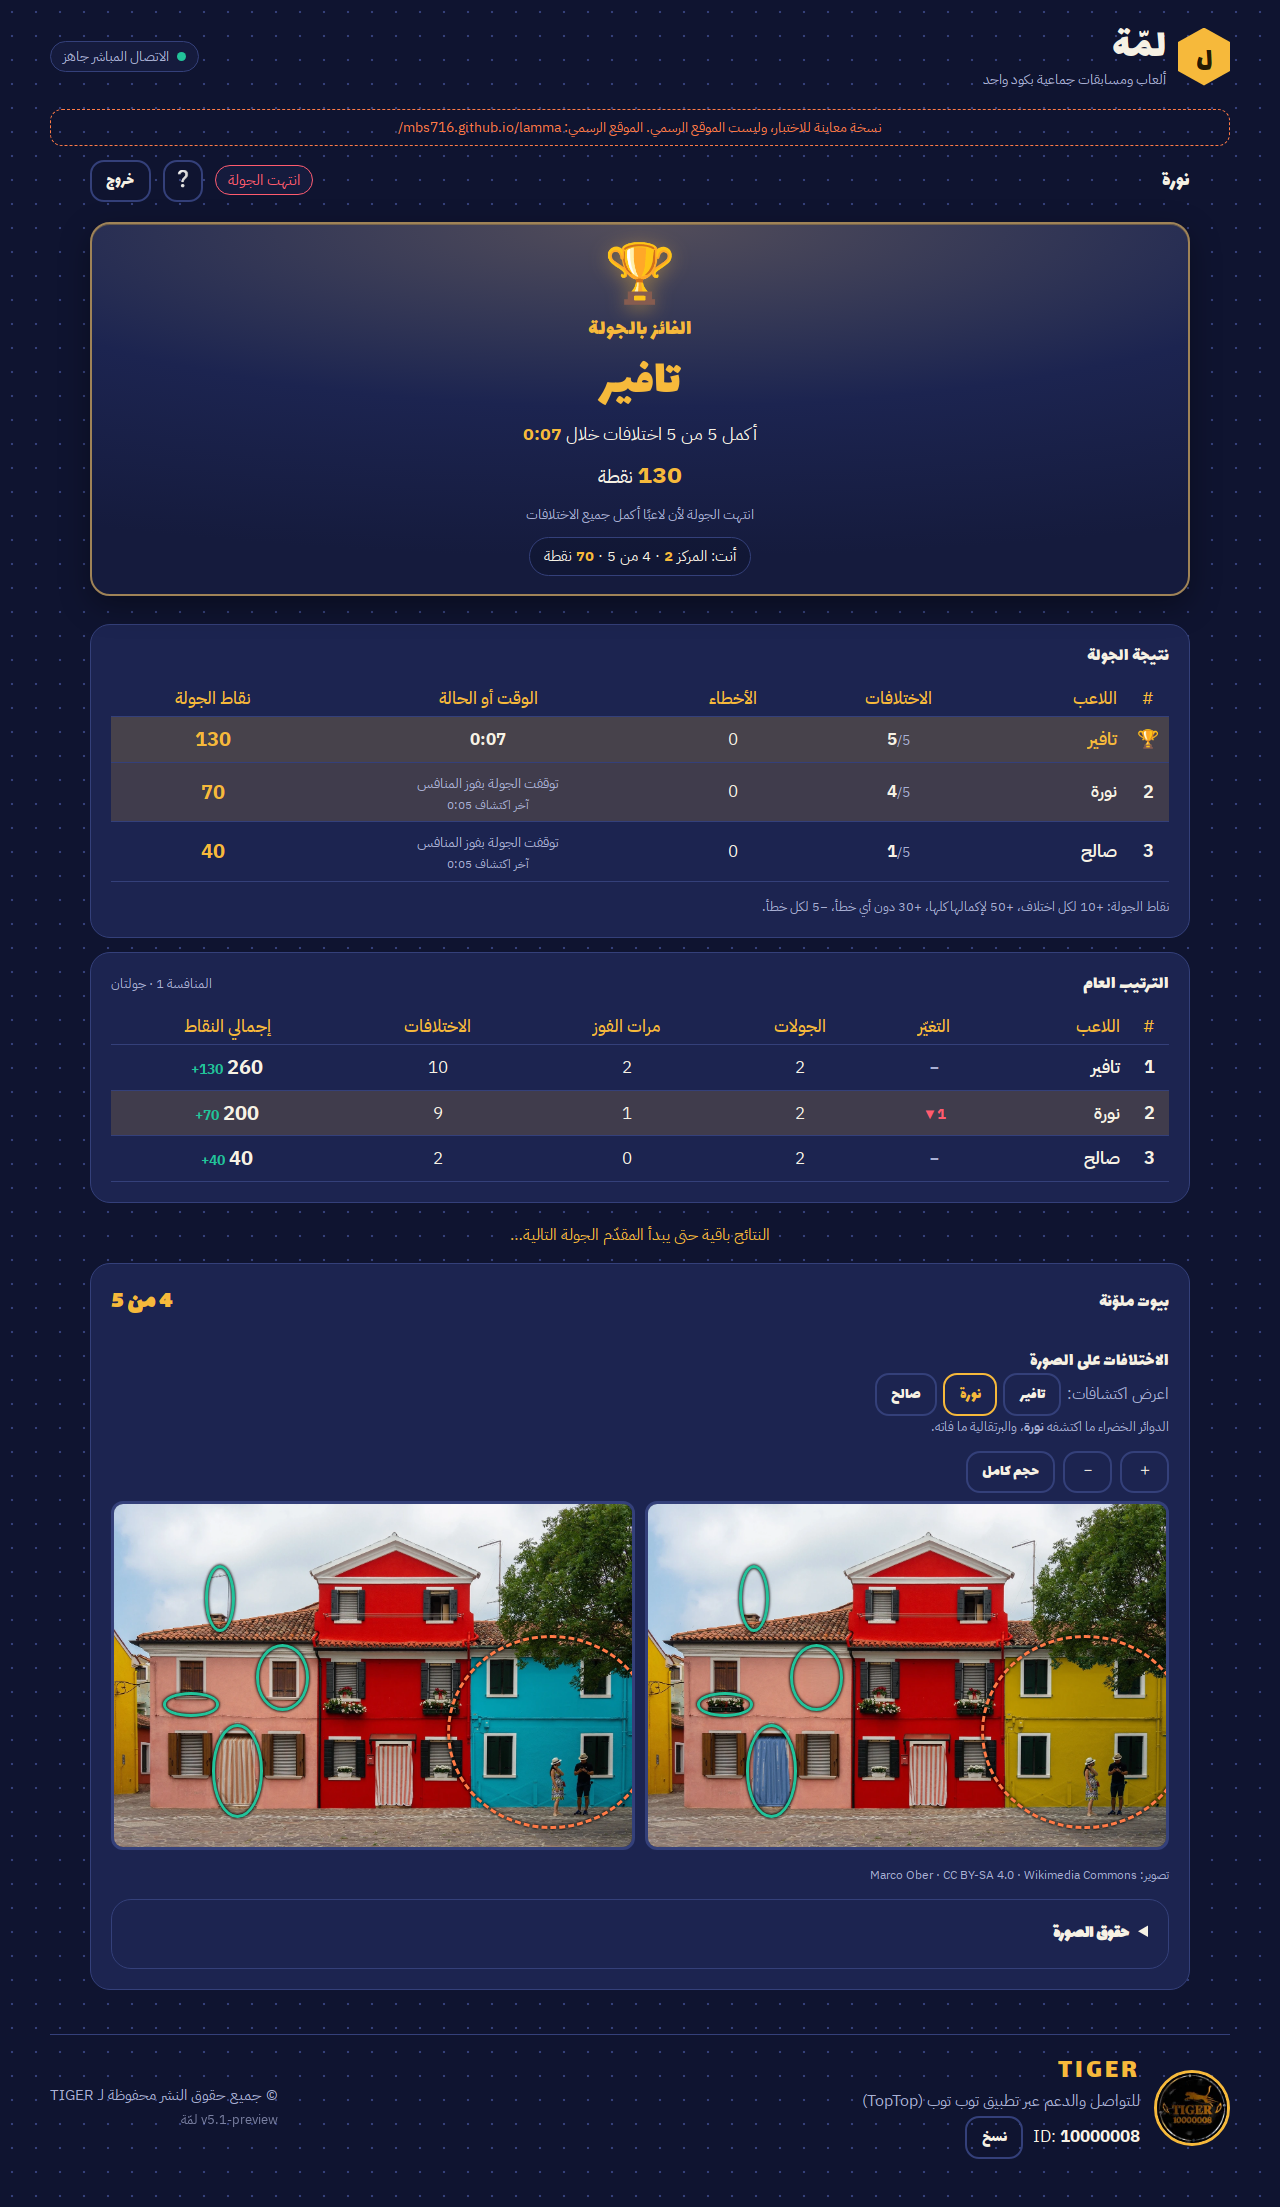 ل
لمّة
ألعاب ومسابقات جماعية بكود واحد
الاتصال المباشر جاهز
نسخة معاينة للاختبار، وليست الموقع الرسمي. الموقع الرسمي: mbs716.github.io/lamma/
نورة
انتهت الجولة
?
خروج
الفائز بالجولة
تافير
أكمل 5 من 5 اختلافات خلال 0:07
130 نقطة
انتهت الجولة لأن لاعبًا أكمل جميع الاختلافات
أنت: المركز 2 · 4 من 5 · 70 نقطة
نتيجة الجولة
# اللاعب الاختلافات الأخطاء الوقت أو الحالة نقاط الجولة
تافير 5/5 0 0:07 130
2 نورة 4/5 0 توقفت الجولة بفوز المنافس 70
آخر اكتشاف 0:05
3 صالح 1/5 0 توقفت الجولة بفوز المنافس 40
آخر اكتشاف 0:05
نقاط الجولة: +10 لكل اختلاف، +50 لإكمالها كلها، +30 دون أي خطأ، −5 لكل خطأ.
الترتيب العام
المنافسة 1 · جولتان
# اللاعب التغيّر الجولات مرات الفوز الاختلافات إجمالي النقاط
1 تافير – 2 2 10 260 +130
2 نورة ▼1 2 1 9 200 +70
3 صالح – 2 0 2 40 +40
النتائج باقية حتى يبدأ المقدّم الجولة التالية...
بيوت ملوّنة
4 من 5
الاختلافات على الصورة
اعرض اكتشافات: تافير نورة صالح
الدوائر الخضراء ما اكتشفه نورة، والبرتقالية ما فاته.
+ − حجم كامل
تصوير: Marco Ober · CC BY-SA 4.0 · Wikimedia Commons
◀ حقوق الصورة
TIGER
10000008
TIGER
للتواصل والدعم عبر تطبيق توب توب (TopTop)
ID: 10000008 نسخ
© جميع حقوق النشر محفوظة لـ TIGER
لمّة v5.1-preview